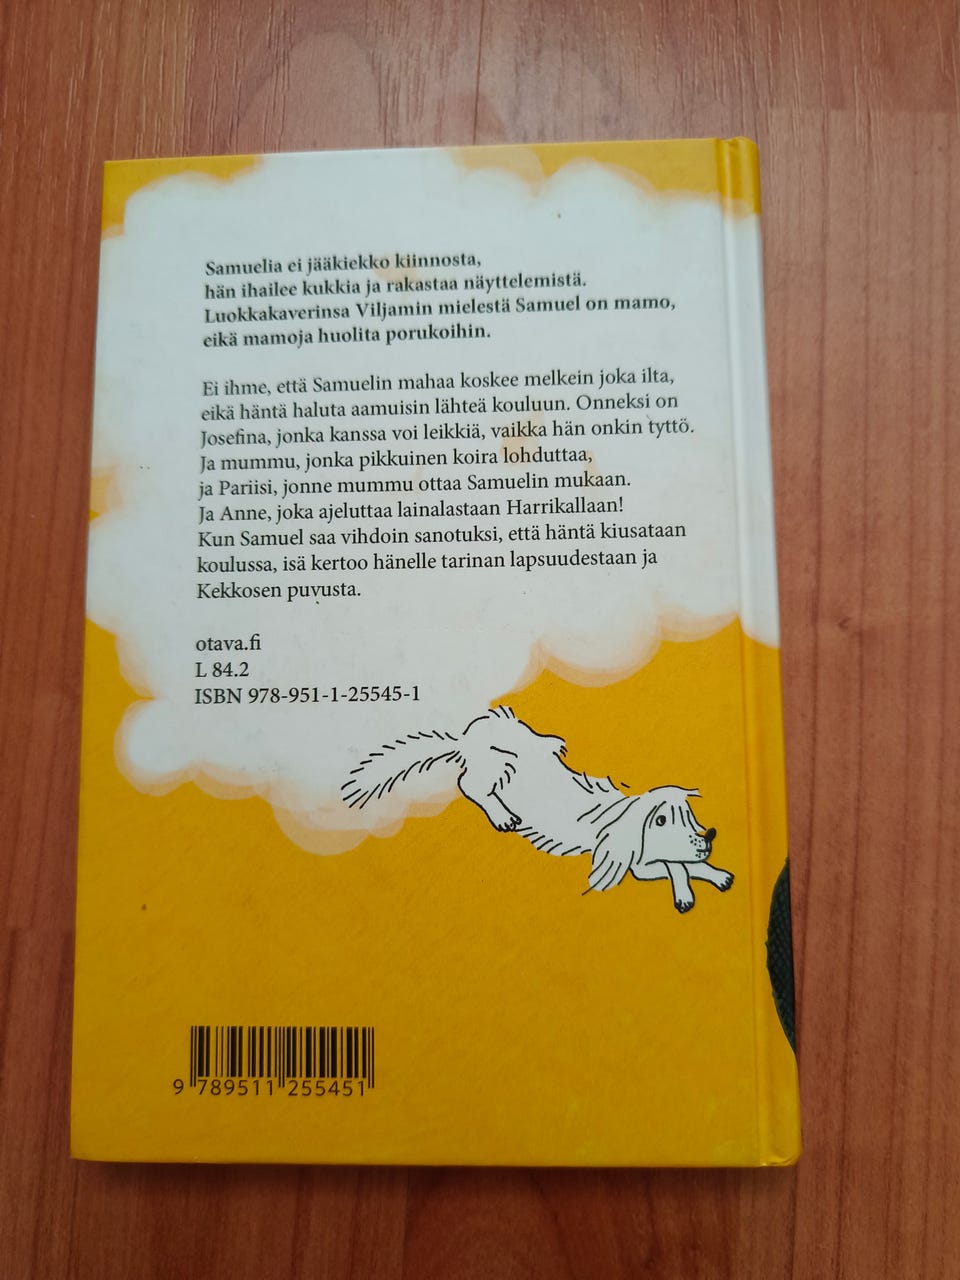 Samuelia ei jääkiekko kiinnosta,
hän ihailee kukkia ja rakastaa näyttelemistä.
Luokkakaverinsa Viljamin mielestä Samuel on mamo,
eikä mamoja huolita porukoihin.
Ei ihme, että Samuelin mahaa koskee melkein joka ilta,
eikä häntä haluta aamuisin lähteä kouluun. Onneksi on
Josefina, jonka kanssa voi leikkiä, vaikka hän onkin tyttö.
Ja mummu, jonka pikkuinen koira lohduttaa,
ja Pariisi, jonne mummu ottaa Samuelin mukaan.
Ja Anne, joka ajeluttaa lainalastaan Harrikallaan!
Kun Samuel saa vihdoin sanotuksi, että häntä kiusataan
koulussa, isä kertoo hänelle tarinan lapsuudestaan ja
Kekkosen puvusta.
otava.fi
L 84.2
ISBN 978-951-1-25545-1
9 789511 255451